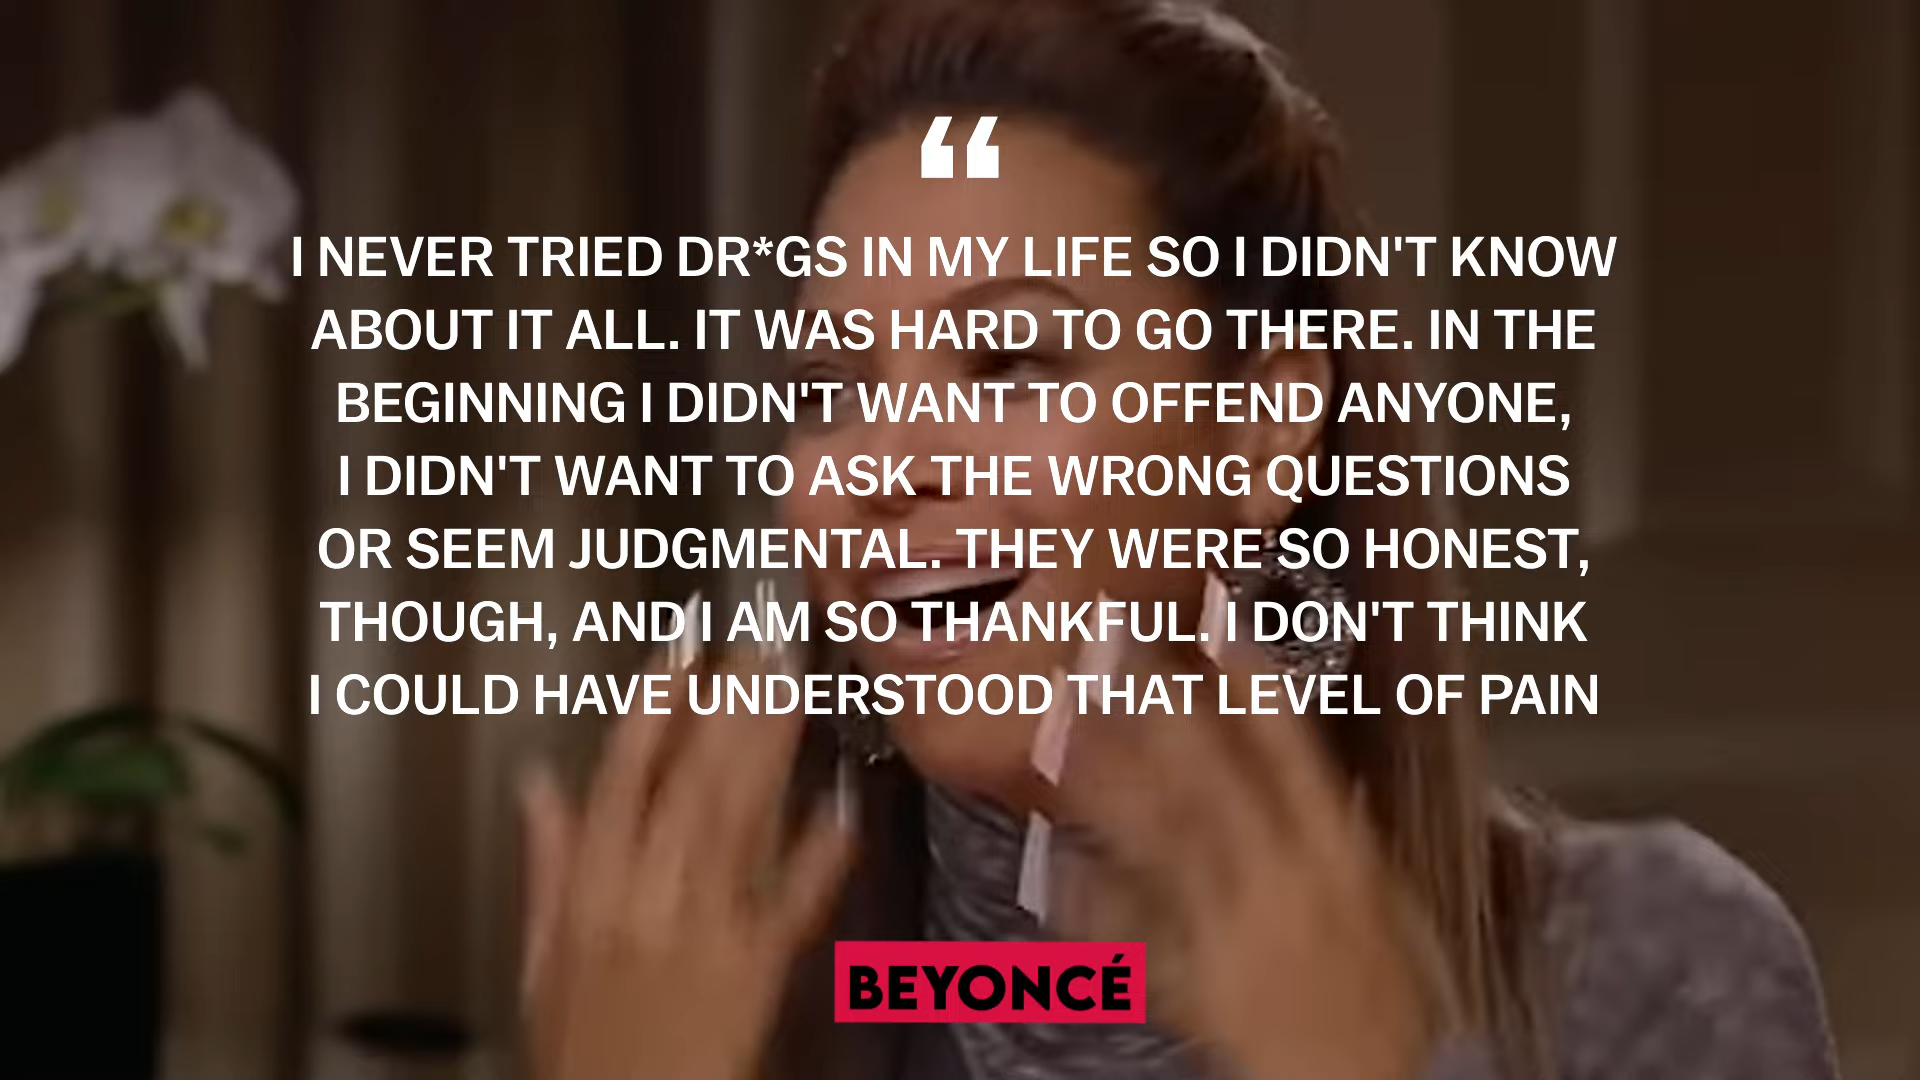 “
I NEVER TRIED DR*GS IN MY LIFE SO I DIDN'T KNOW
ABOUT IT ALL. IT WAS HARD TO GO THERE. IN THE
BEGINNING I DIDN'T WANT TO OFFEND ANYONE,
I DIDN'T WANT TO ASK THE WRONG QUESTIONS
OR SEEM JUDGMENTAL. THEY WERE SO HONEST,
THOUGH, AND I AM SO THANKFUL. I DON'T THINK
I COULD HAVE UNDERSTOOD THAT LEVEL OF PAIN
BEYONCÉ